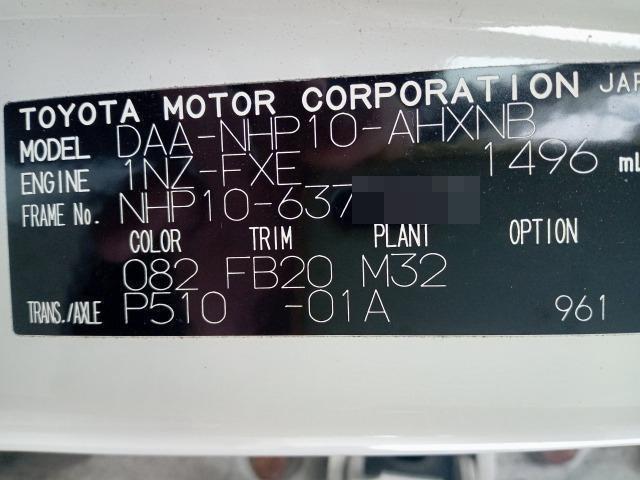 TOYOTA MOTOR CORPORATION JAP
MODEL DAA-NHP10-AHXNB
ENGINE 1NZ-FXE 1496 mL
FRAME No. NHP10-637
COLOR TRIM PLANT OPTION
082 FB20 M32
TRANS./AXLE P510 -01A 961